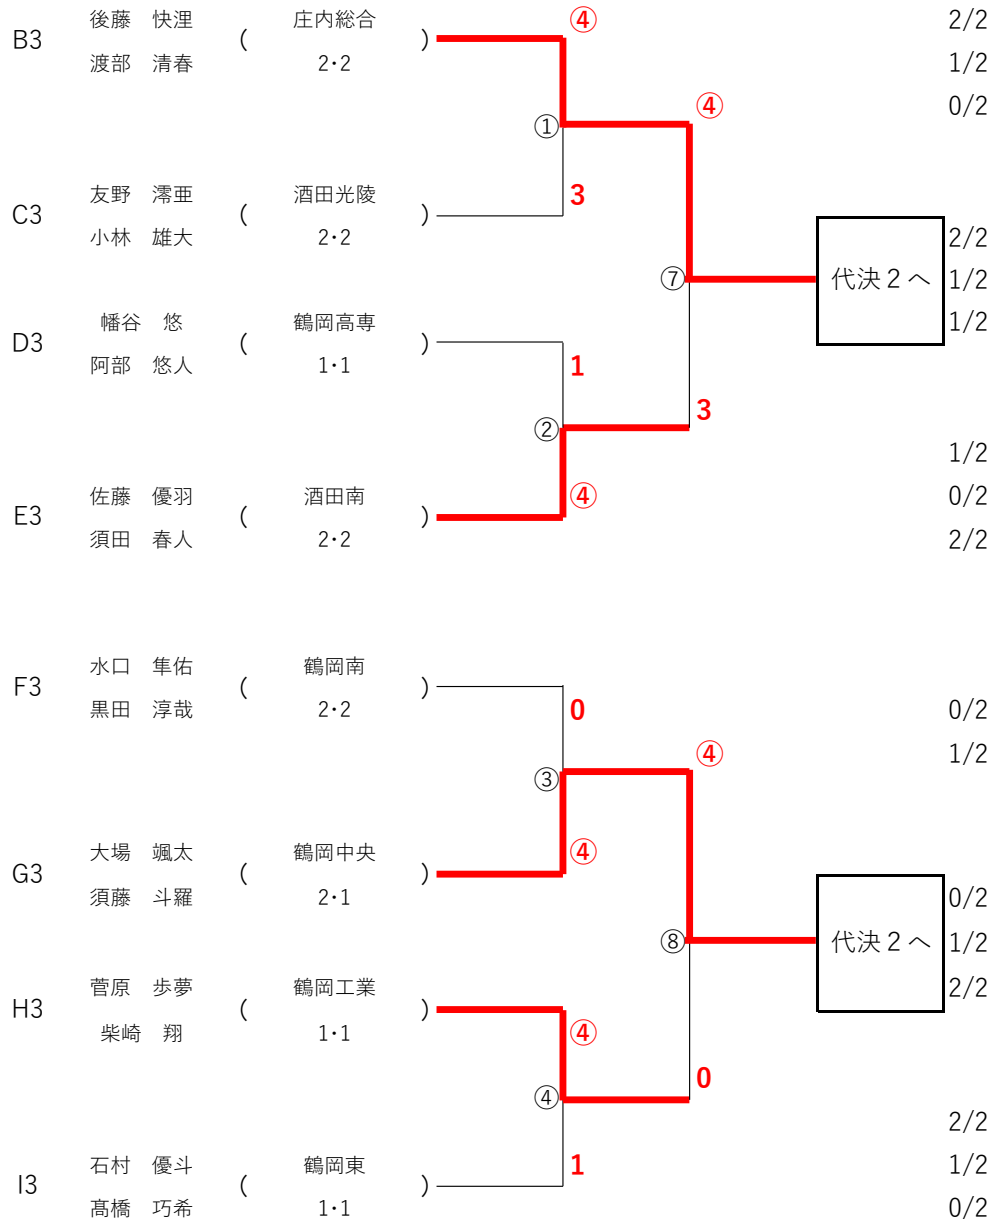 後藤　快浬　庄内総合　④　2/2
B3　(　)
渡部　清春　2・2　1/2
④　0/2
①
友野　澪亜　酒田光陵　3
C3　(　)
小林　雄大　2・2　2/2
⑦　代決２へ　1/2
幡谷　悠　鶴岡高専　1/2
D3　(　)
阿部　悠人　1・1　1
3
②
1/2
佐藤　優羽　酒田南　④　0/2
E3　(　)
須田　春人　2・2　2/2
水口　隼佑　鶴岡南
F3　(　)
黒田　淳哉　2・2　0　0/2
④　1/2
③
大場　颯太　鶴岡中央　④
G3　(　)
須藤　斗羅　2・1　0/2
⑧　代決２へ　1/2
菅原　歩夢　鶴岡工業　2/2
H3　(　)
柴崎　翔　1・1　④
0
④
2/2
石村　優斗　鶴岡東　1　1/2
I3　(　)
髙橋　巧希　1・1　0/2